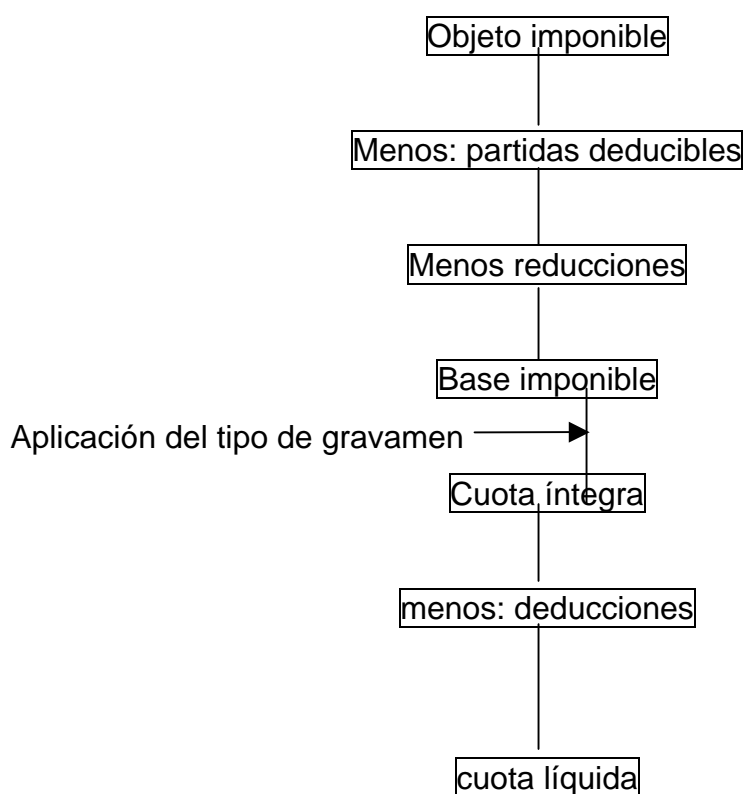 Objeto imponible
Menos: partidas deducibles
Menos reducciones
Base imponible
Aplicación del tipo de gravamen
Cuota íntegra
menos: deducciones
cuota líquida